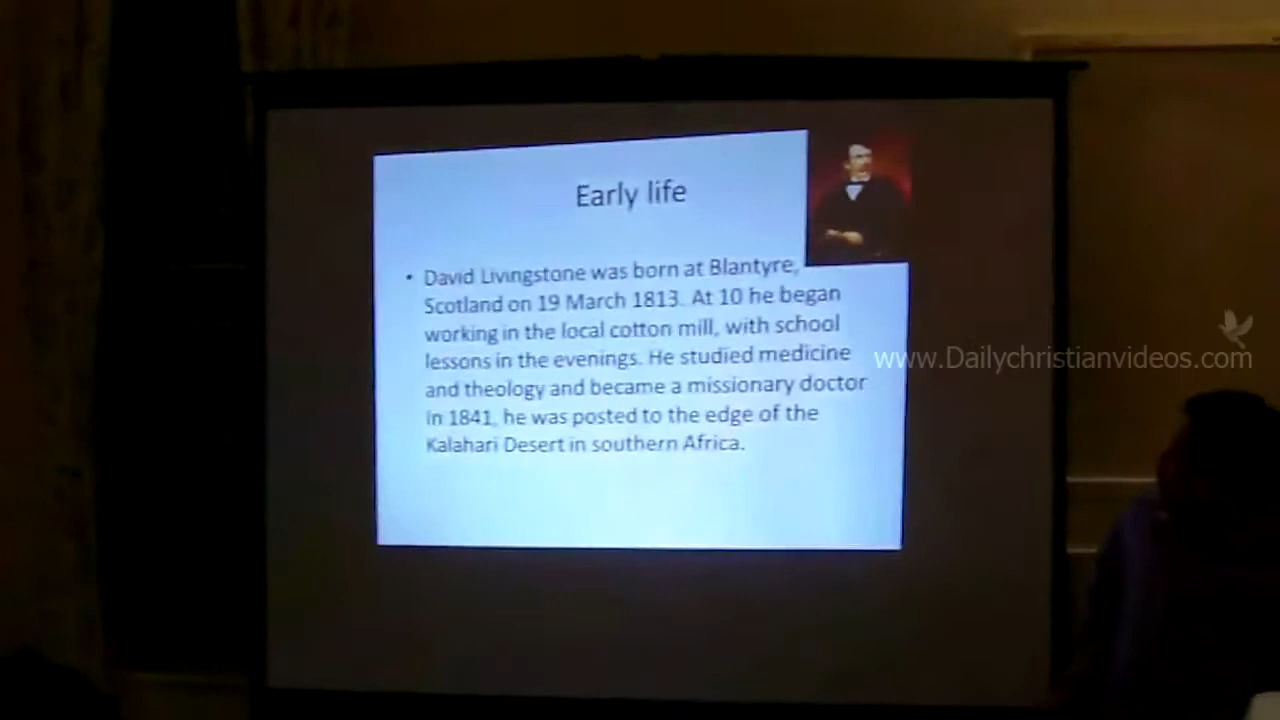 Early life
• David Livingstone was born at Blantyre,
Scotland on 19 March 1813. At 10 he began
working in the local cotton mill, with school
lessons in the evenings. He studied medicine
and theology and became a missionary doctor
in 1841, he was posted to the edge of the
Kalahari Desert in southern Africa.
www.Dailychristianvideos.com